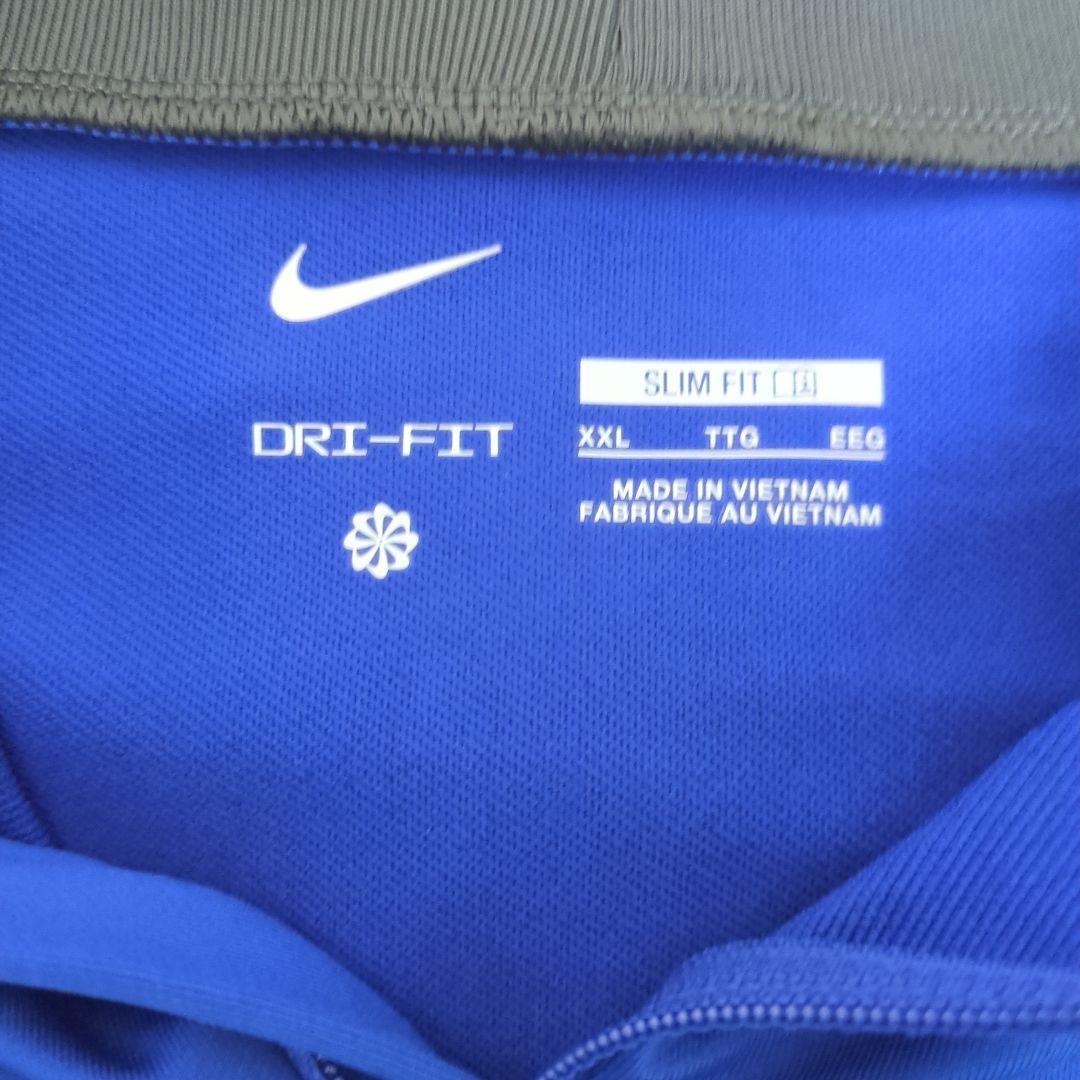 DRI-FIT
SLIM FIT
XXL TTG EEG
MADE IN VIETNAM
FABRIQUE AU VIETNAM